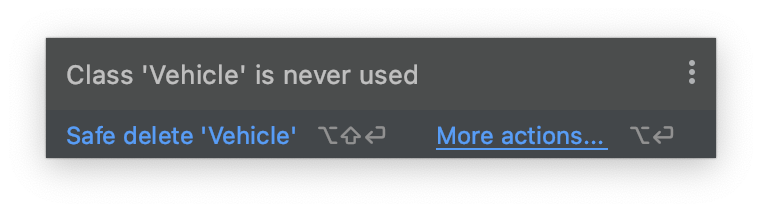 Class 'Vehicle' is never used
Safe delete 'Vehicle' ⌥⇧⏎ More actions... ⌥⏎